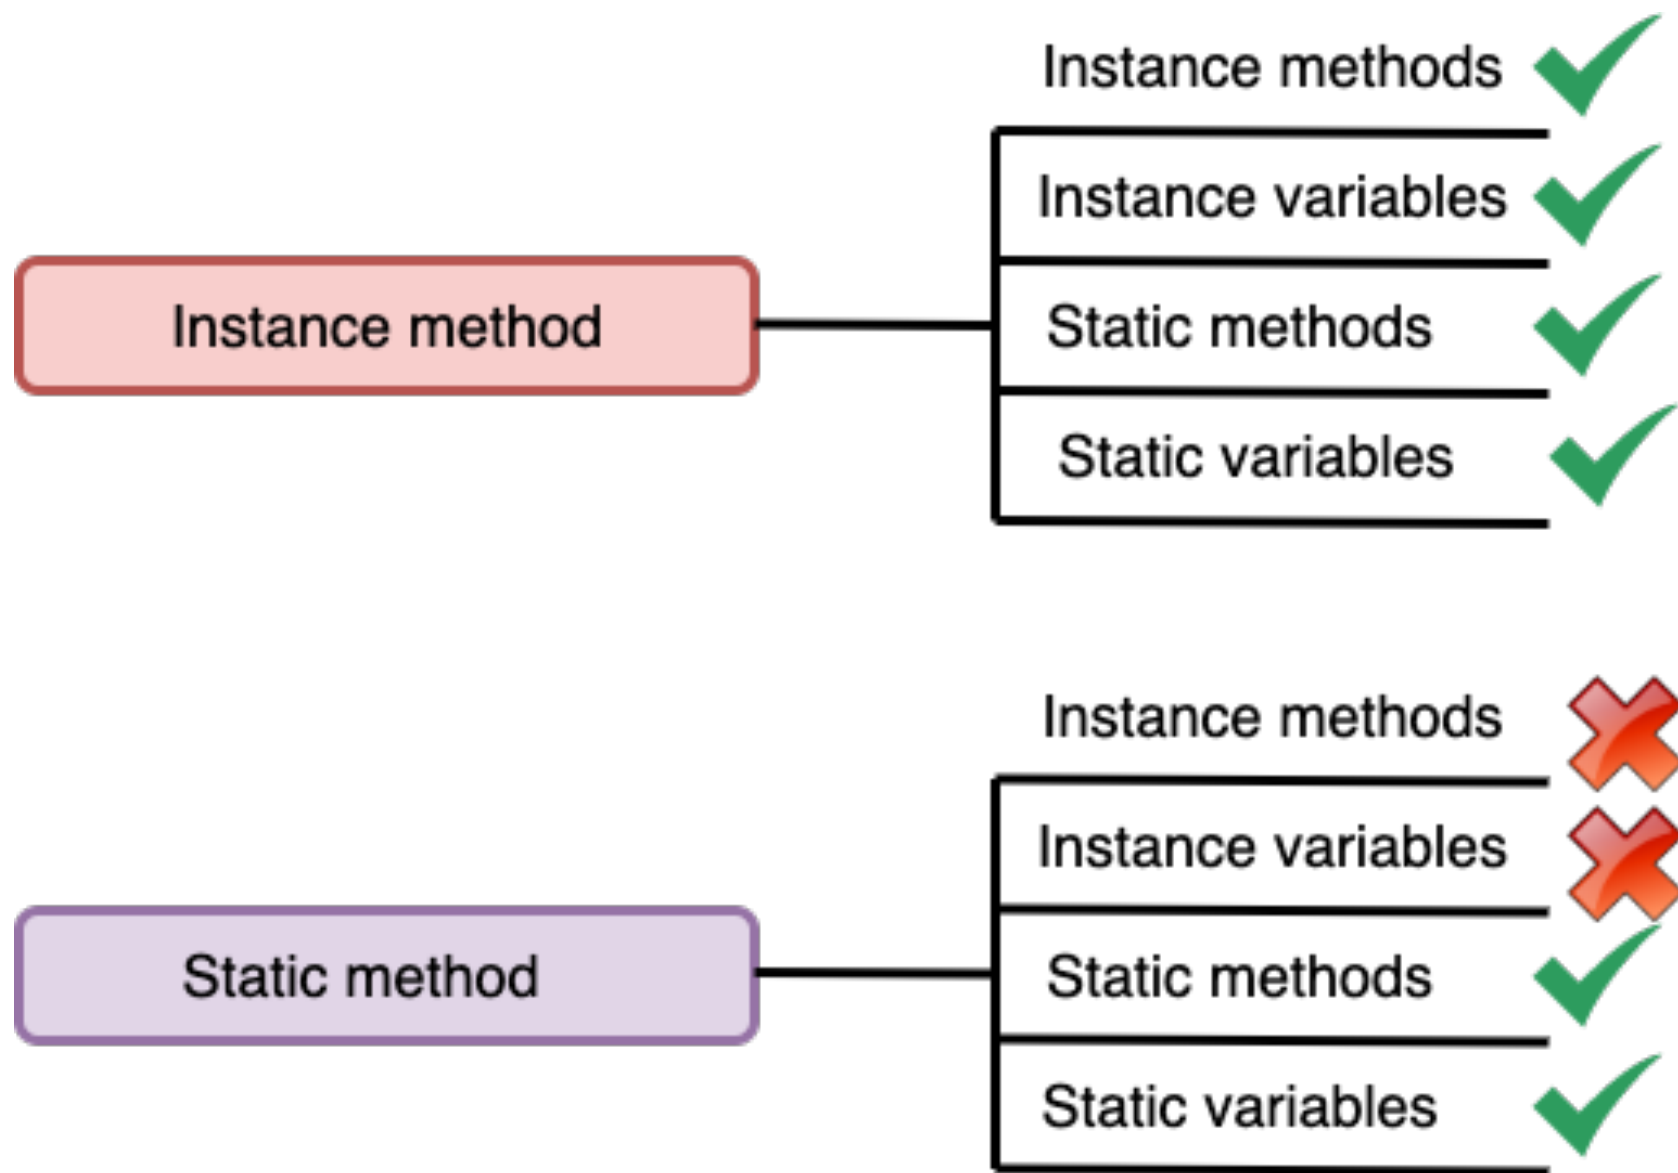 Instance methods
Instance variables
Instance method
Static methods
Static variables
Instance methods
Instance variables
Static method
Static methods
Static variables